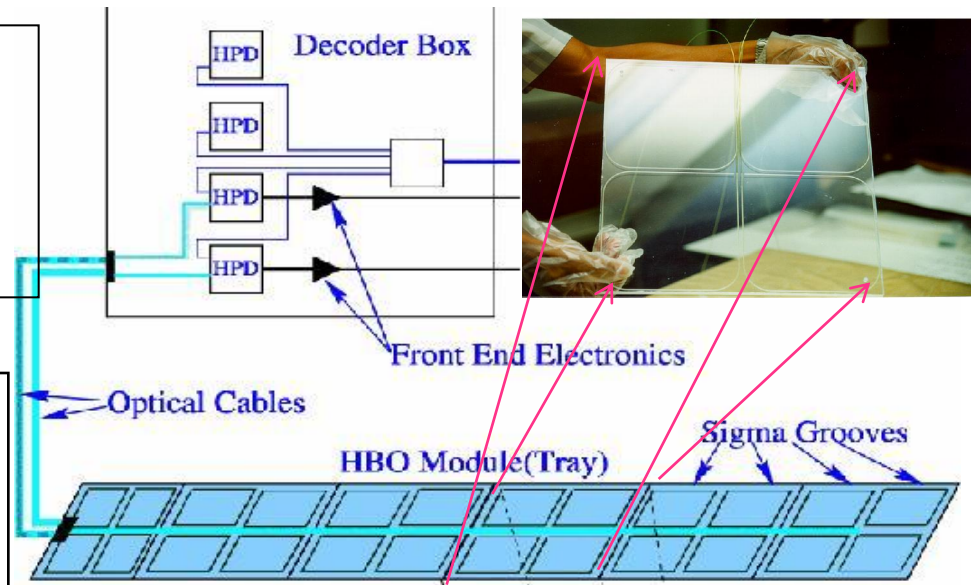 HPD
Decoder Box
HPD
HPD
HPD
Front End Electronics
Optical Cables
Sigma Grooves
HBO Module(Tray)